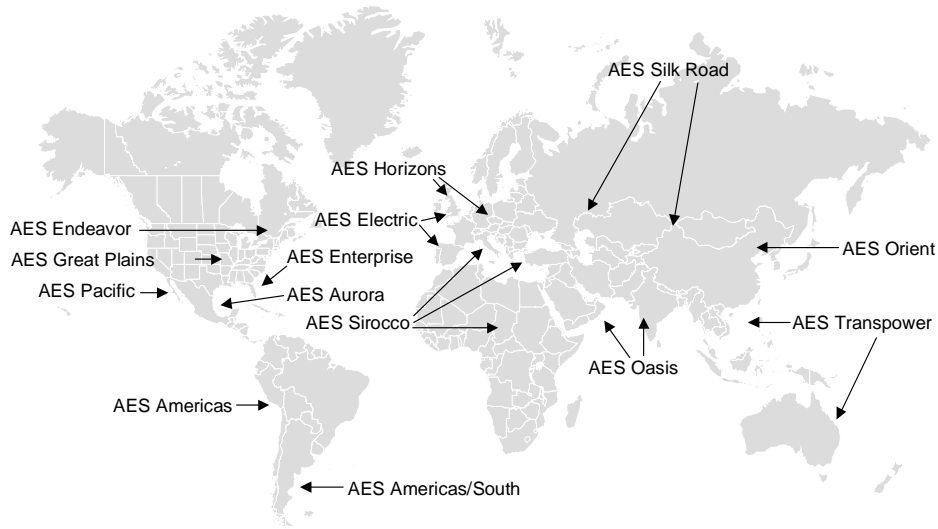 AES Silk Road
AES Horizons
AES Electric
AES Endeavor
AES Orient
AES Enterprise
AES Great Plains
AES Pacific
AES Aurora
AES Sirocco
AES Transpower
AES Oasis
AES Americas
AES Americas/South